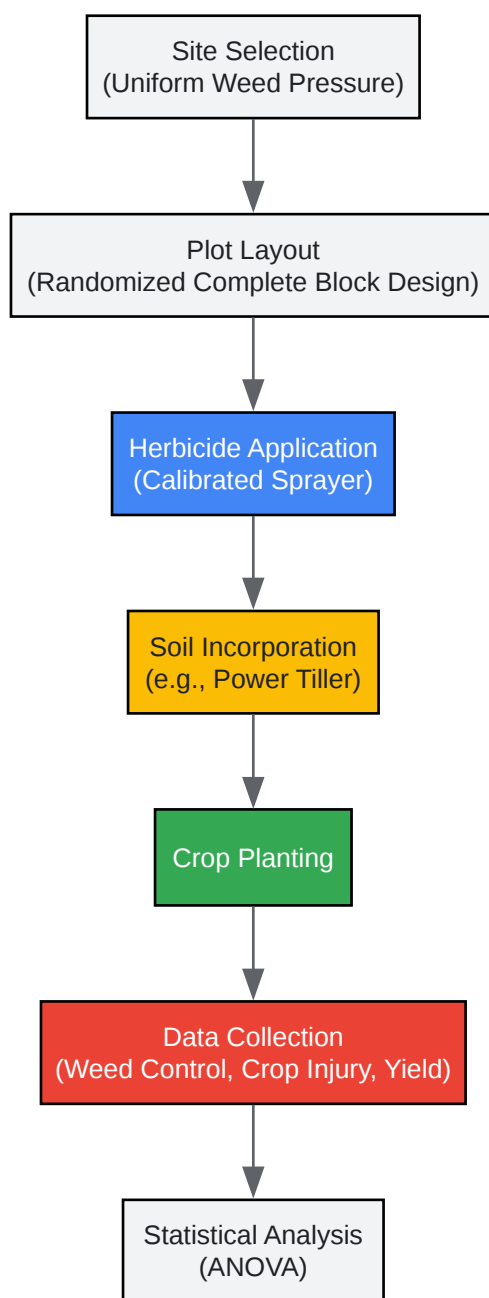 Site Selection
(Uniform Weed Pressure)
Plot Layout
(Randomized Complete Block Design)
Herbicide Application
(Calibrated Sprayer)
Soil Incorporation
(e.g., Power Tiller)
Crop Planting
Data Collection
(Weed Control, Crop Injury, Yield)
Statistical Analysis
(ANOVA)